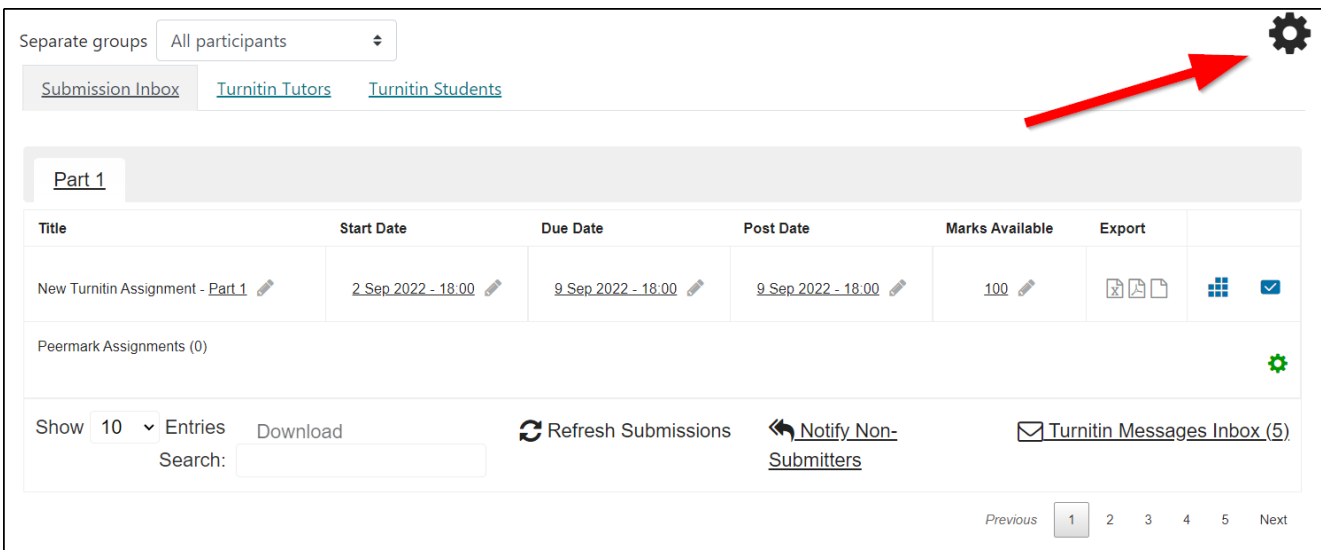 Separate groups All participants
Submission Inbox Turnitin Tutors Turnitin Students
Part 1
Title Start Date Due Date Post Date Marks Available Export
New Turnitin Assignment - Part 1 2 Sep 2022 - 18:00 9 Sep 2022 - 18:00 9 Sep 2022 - 18:00 100
Peermark Assignments (0)
Show 10 Entries Download Refresh Submissions Notify Non- Turnitin Messages Inbox (5)
Search: Submitters
Previous 1 2 3 4 5 Next